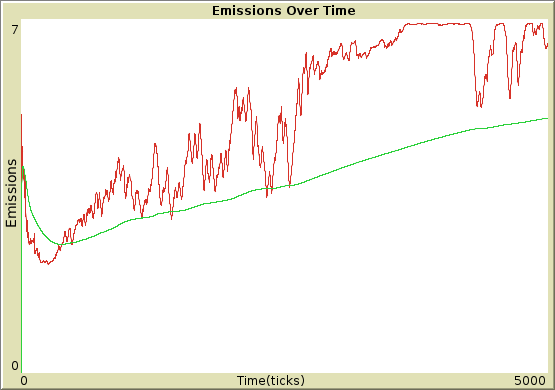 Emissions Over Time
7
Emissions
0
0 Time(ticks) 5000